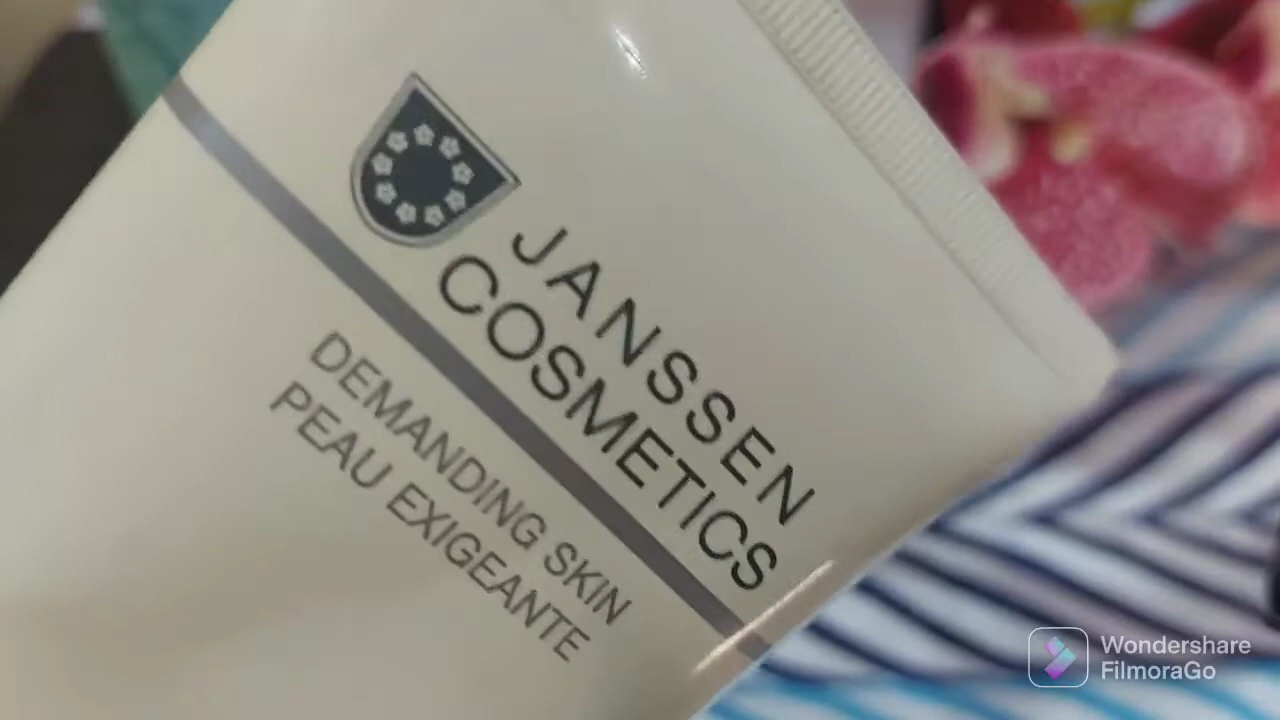 JANSSEN
COSMETICS
DEMANDING SKIN
PEAU EXIGEANTE
Wondershare
FilmoraGo